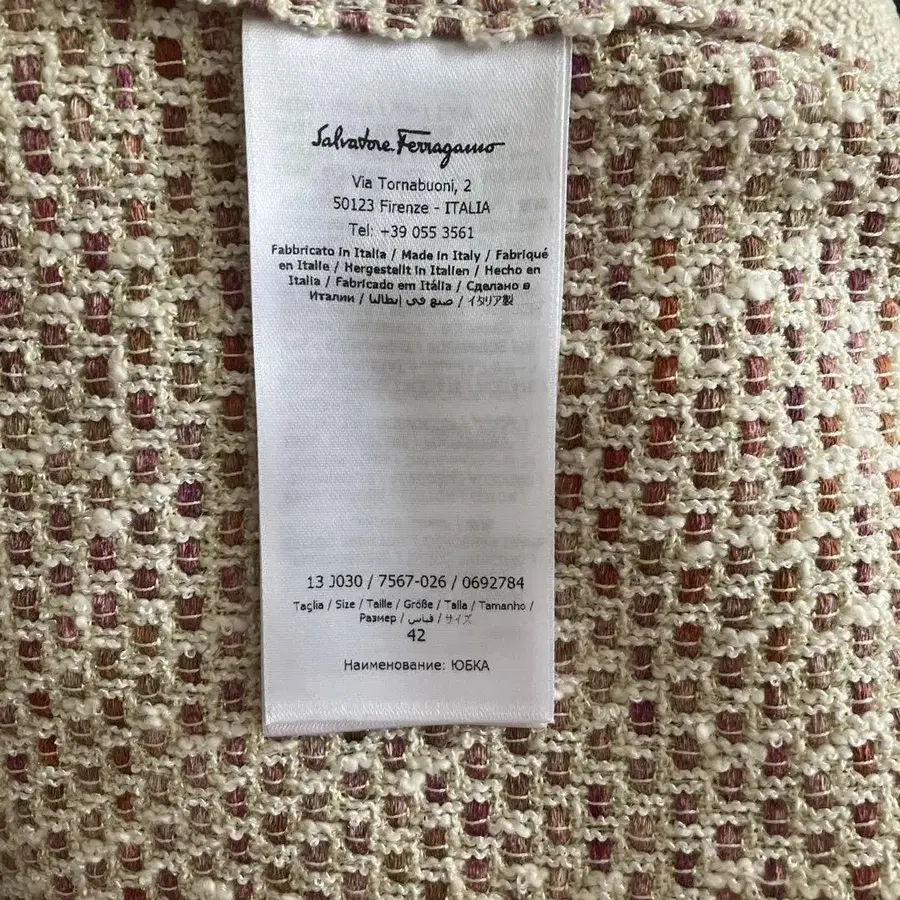 Salvatore Ferragamo
Via Tornabuoni, 2
50123 Firenze - ITALIA
Tel: +39 055 3561
Fabbricato in Italia / Made in Italy / Fabriqué
en Italie / Hergestellt in Italien / Hecho en
Italia / Fabricado em Itália / Сделано в
Италии / صنع في إيطاليا / イタリア製
13 J030 / 7567-026 / 0692784
Taglia / Size / Taille / Größe / Talla / Tamanho /
Размер / قياس / サイズ
42
Наименование: ЮБКА